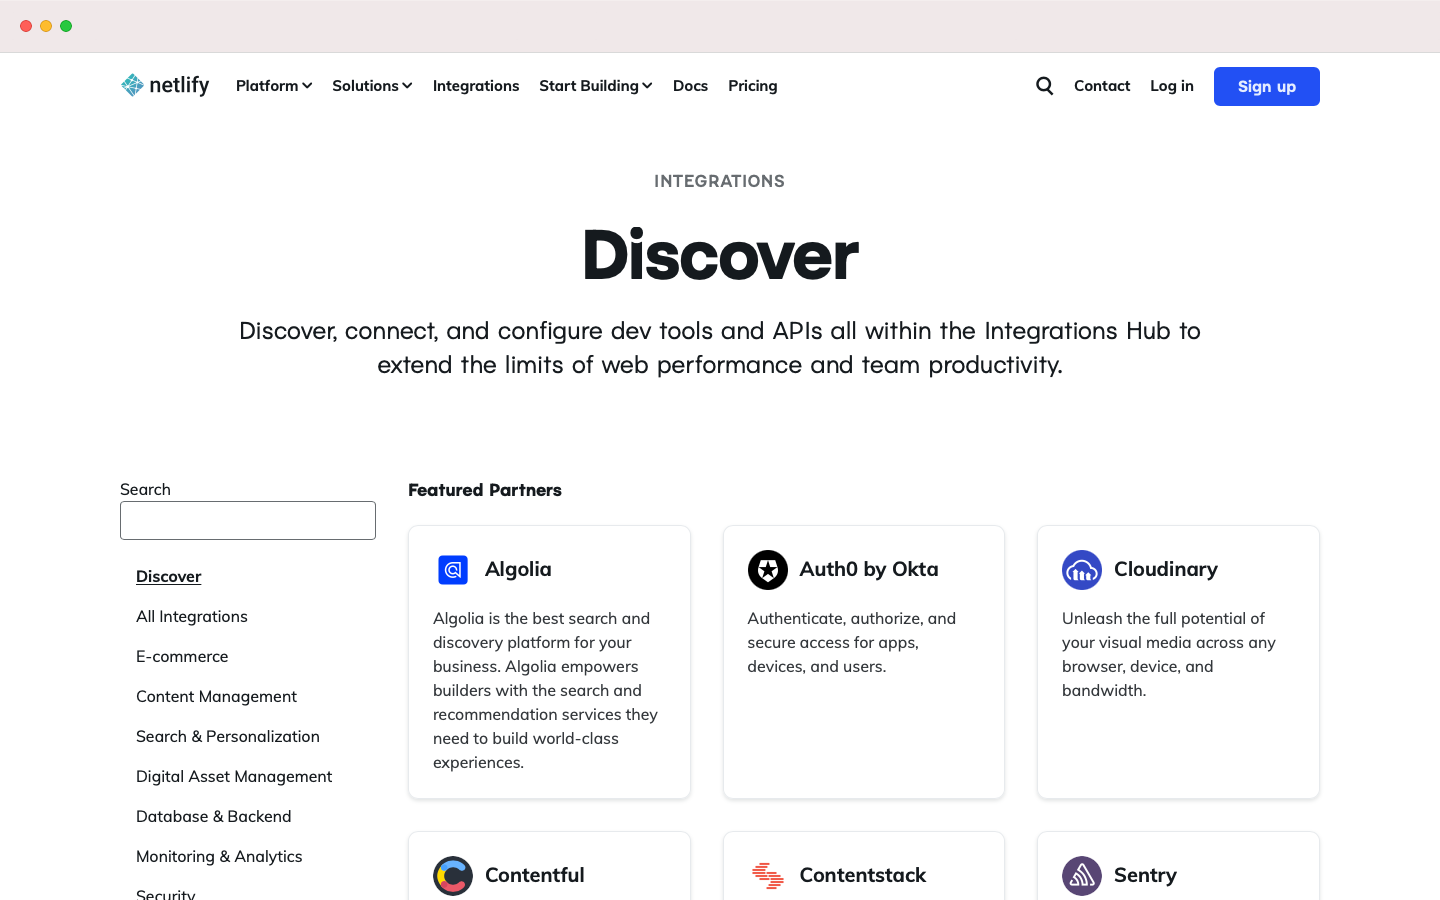 netlify
Platform
Solutions
Integrations
Start Building
Docs
Pricing
Contact
Log in
Sign up
INTEGRATIONS
Discover
Discover, connect, and configure dev tools and APIs all within the Integrations Hub to
extend the limits of web performance and team productivity.
Search
Discover
All Integrations
E-commerce
Content Management
Search & Personalization
Digital Asset Management
Database & Backend
Monitoring & Analytics
Security
Featured Partners
Algolia
Algolia is the best search and
discovery platform for your
business. Algolia empowers
builders with the search and
recommendation services they
need to build world-class
experiences.
Auth0 by Okta
Authenticate, authorize, and
secure access for apps,
devices, and users.
Cloudinary
Unleash the full potential of
your visual media across any
browser, device, and
bandwidth.
Contentful
Contentstack
Sentry